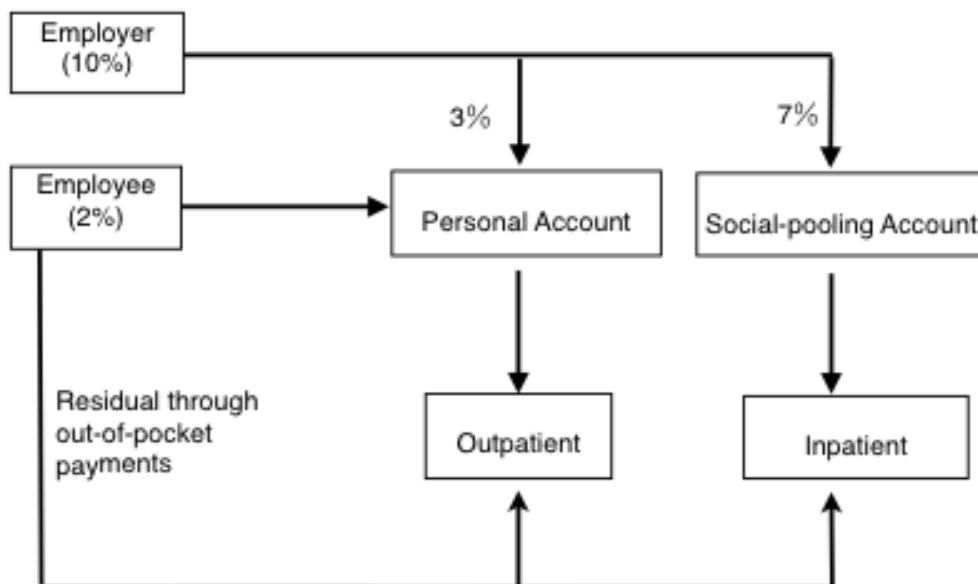 Employer
(10%)
3%
7%
Employee
(2%)
Personal Account
Social-pooling Account
Residual through
out-of-pocket
payments
Outpatient
Inpatient